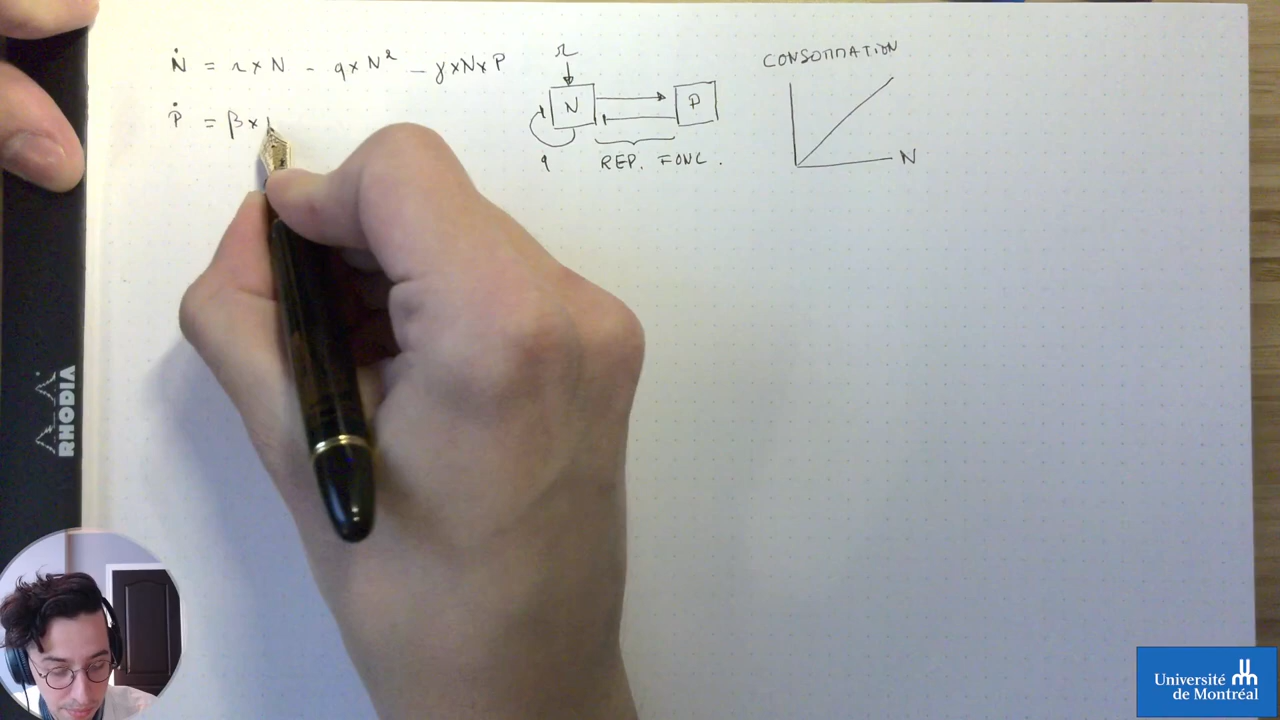 Ṅ = r × N - q × N² - γ × N × P
Ṗ = β ×
r
N
P
q
REP. FONC.
CONSOMMATION
N
RHODIA
Université
de Montréal